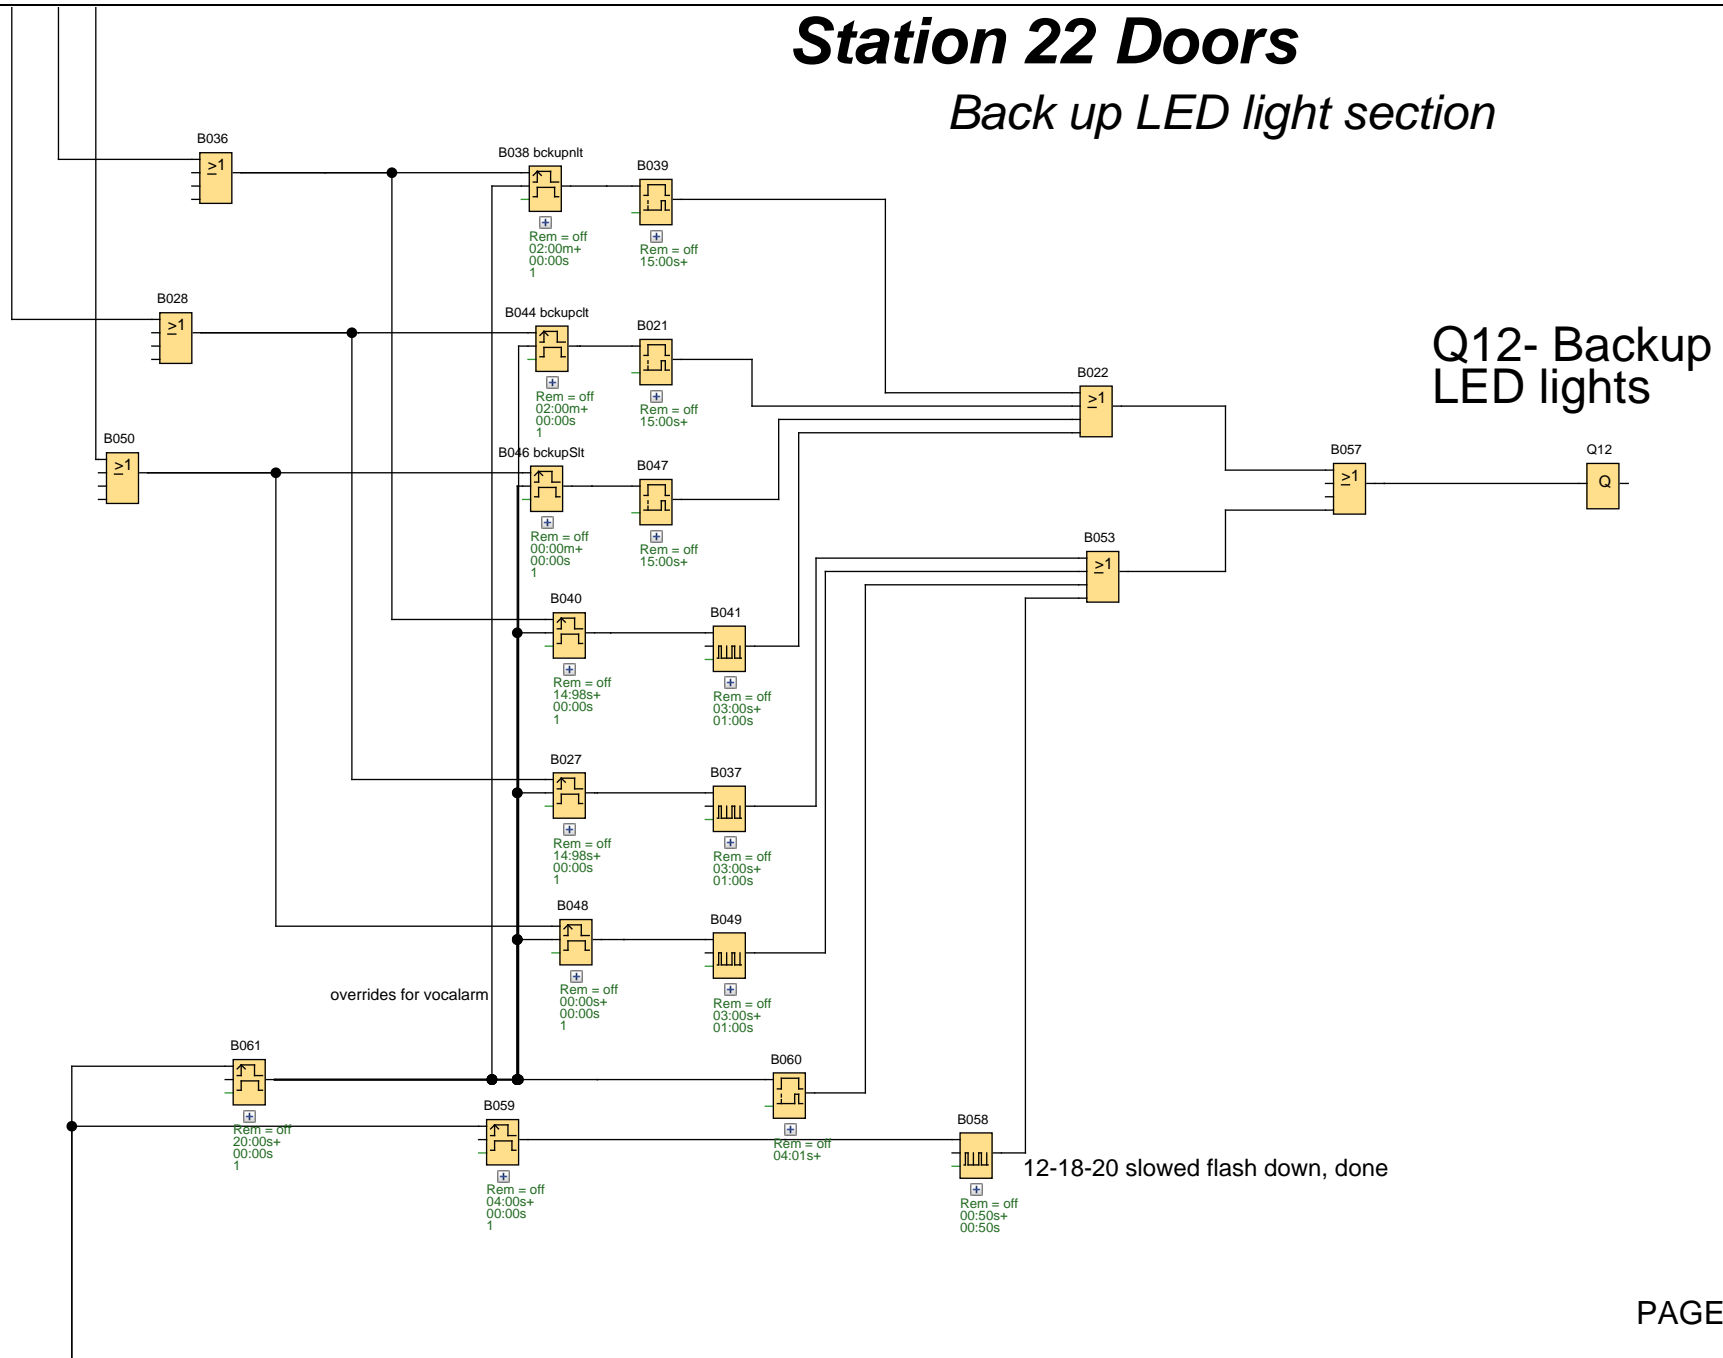 Station 22 Doors
Back up LED light section
B036
≥1
B038 bckupnlt
Rem = off
02:00m+
00:00s
1
B039
Rem = off
15:00s+
B028
≥1
B044 bckupclt
Rem = off
02:00m+
00:00s
1
B021
Rem = off
15:00s+
Q12- Backup
LED lights
B022
≥1
B050
≥1
B046 bckupSlt
Rem = off
00:00m+
00:00s
1
B047
Rem = off
15:00s+
B057
≥1
Q12
Q
B053
≥1
B040
Rem = off
14:98s+
00:00s
1
B041
Rem = off
03:00s+
01:00s
B027
Rem = off
14:98s+
00:00s
1
B037
Rem = off
03:00s+
01:00s
B048
Rem = off
00:00s+
00:00s
1
B049
Rem = off
03:00s+
01:00s
overrides for vocalarm
B061
Rem = off
20:00s+
00:00s
1
B059
Rem = off
04:00s+
00:00s
1
B060
Rem = off
04:01s+
B058
Rem = off
00:50s+
00:50s
12-18-20 slowed flash down, done
PAGE